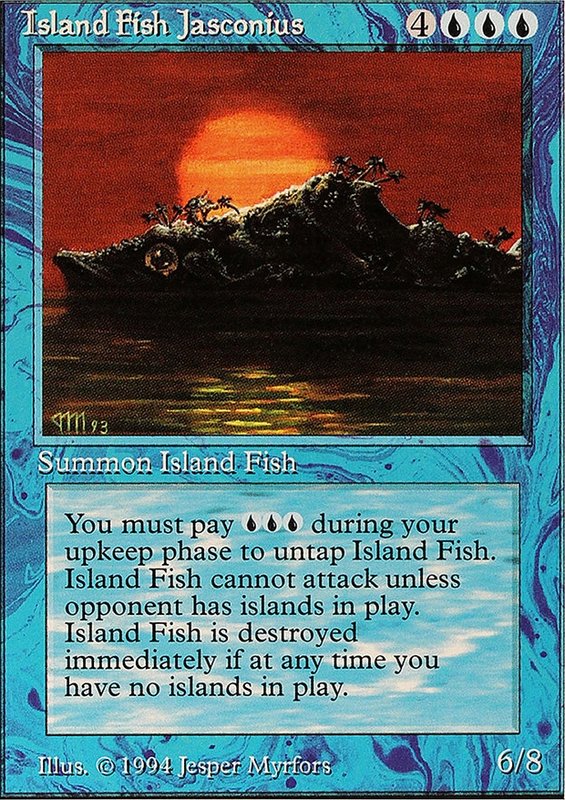 Island Fish Jasconius 4
JM 93
Summon Island Fish
You must pay during your
upkeep phase to untap Island Fish.
Island Fish cannot attack unless
opponent has islands in play.
Island Fish is destroyed
immediately if at any time you
have no islands in play.
Illus. © 1994 Jesper Myrfors 6/8